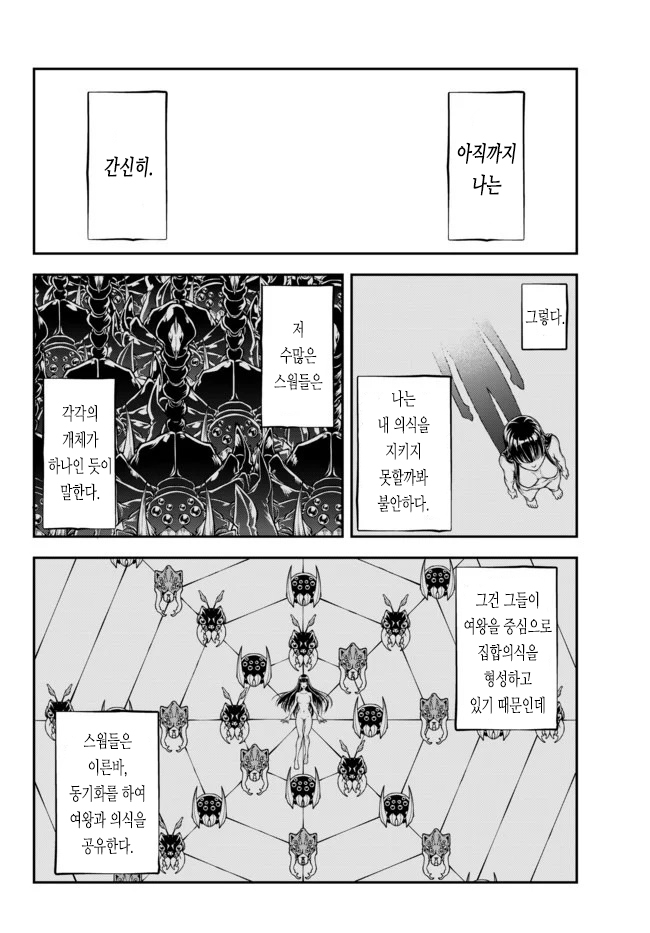 아직까지
나는
간신히.
그렇다.
나는
내 의식을
지키지
못할까봐
불안하다.
저
수많은
스웜들은
각각의
개체가
하나인 듯이
말한다.
그건 그들이
여왕을 중심으로
집합의식을
형성하고
있기 때문인데
스웜들은
이른바,
동기화를 하여
여왕과 의식을
공유한다.